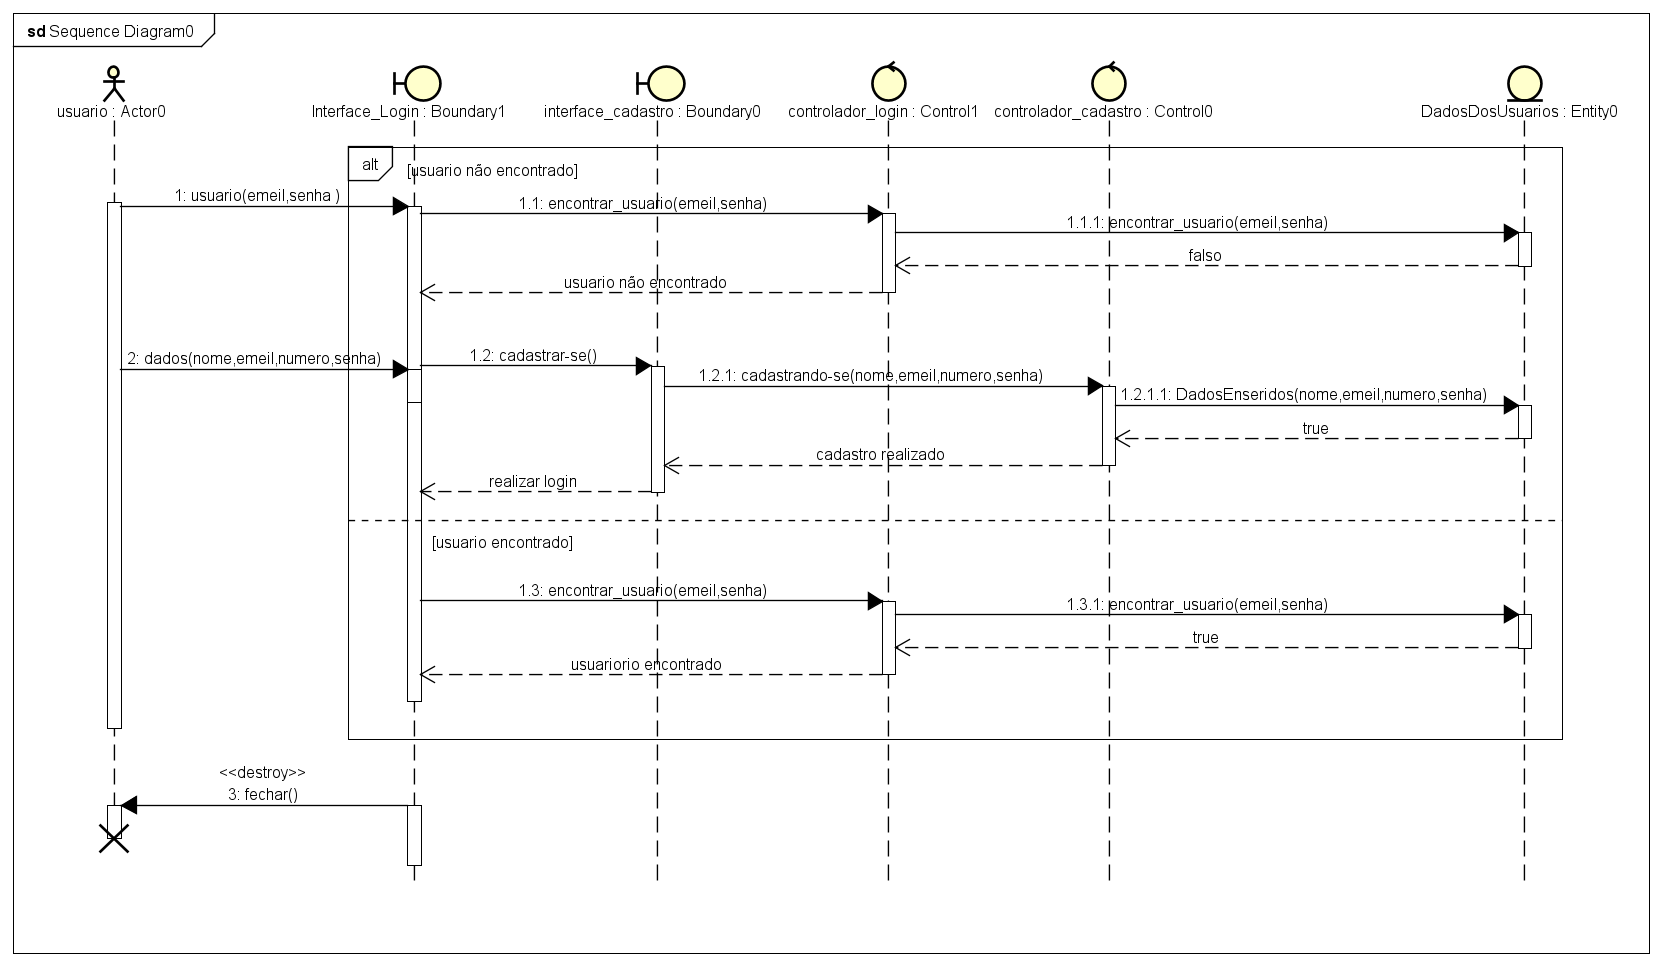 sd Sequence Diagram0
usuario : Actor0
Interface_Login : Boundary1
interface_cadastro : Boundary0
controlador_login : Control1
controlador_cadastro : Control0
DadosDosUsuarios : Entity0
alt
[usuario não encontrado]
1: usuario(emeil,senha )
1.1: encontrar_usuario(emeil,senha)
1.1.1: encontrar_usuario(emeil,senha)
falso
usuario não encontrado
2: dados(nome,emeil,numero,senha)
1.2: cadastrar-se()
1.2.1: cadastrando-se(nome,emeil,numero,senha)
1.2.1.1: DadosEnseridos(nome,emeil,numero,senha)
true
cadastro realizado
realizar login
[usuario encontrado]
1.3: encontrar_usuario(emeil,senha)
1.3.1: encontrar_usuario(emeil,senha)
true
usuariorio encontrado
<<destroy>>
3: fechar()